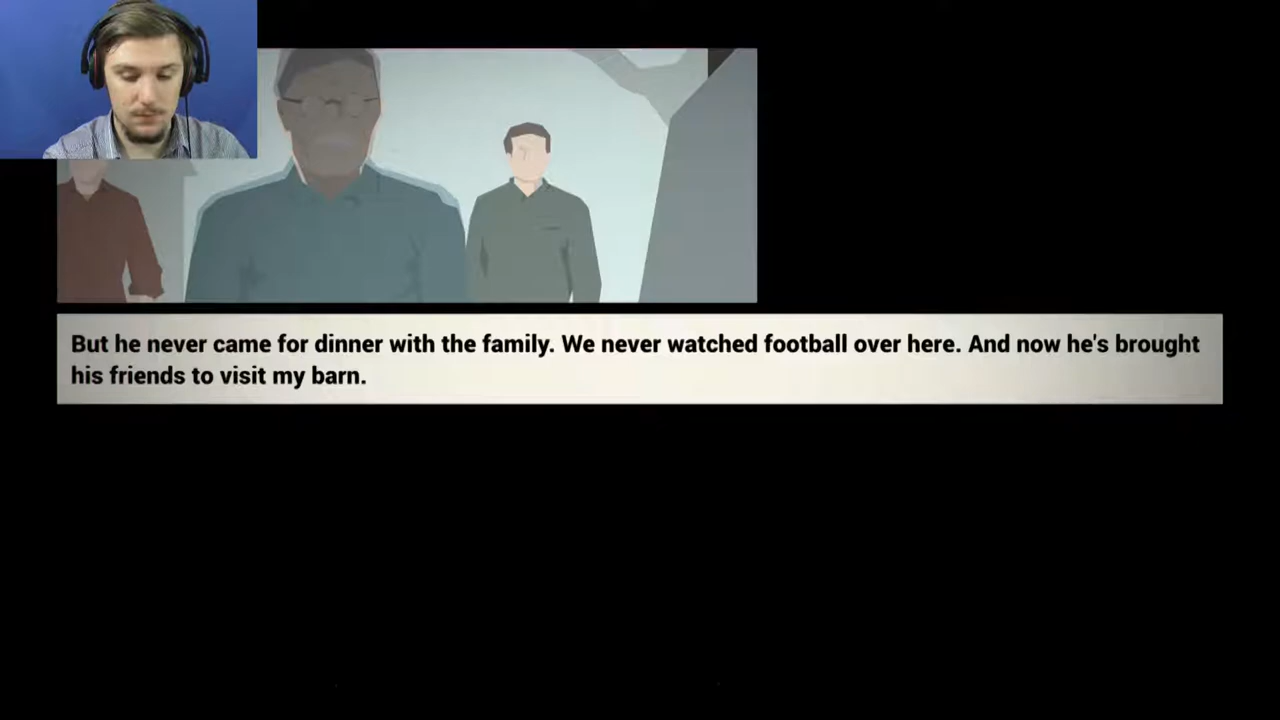 But he never came for dinner with the family. We never watched football over here. And now he's brought
his friends to visit my barn.